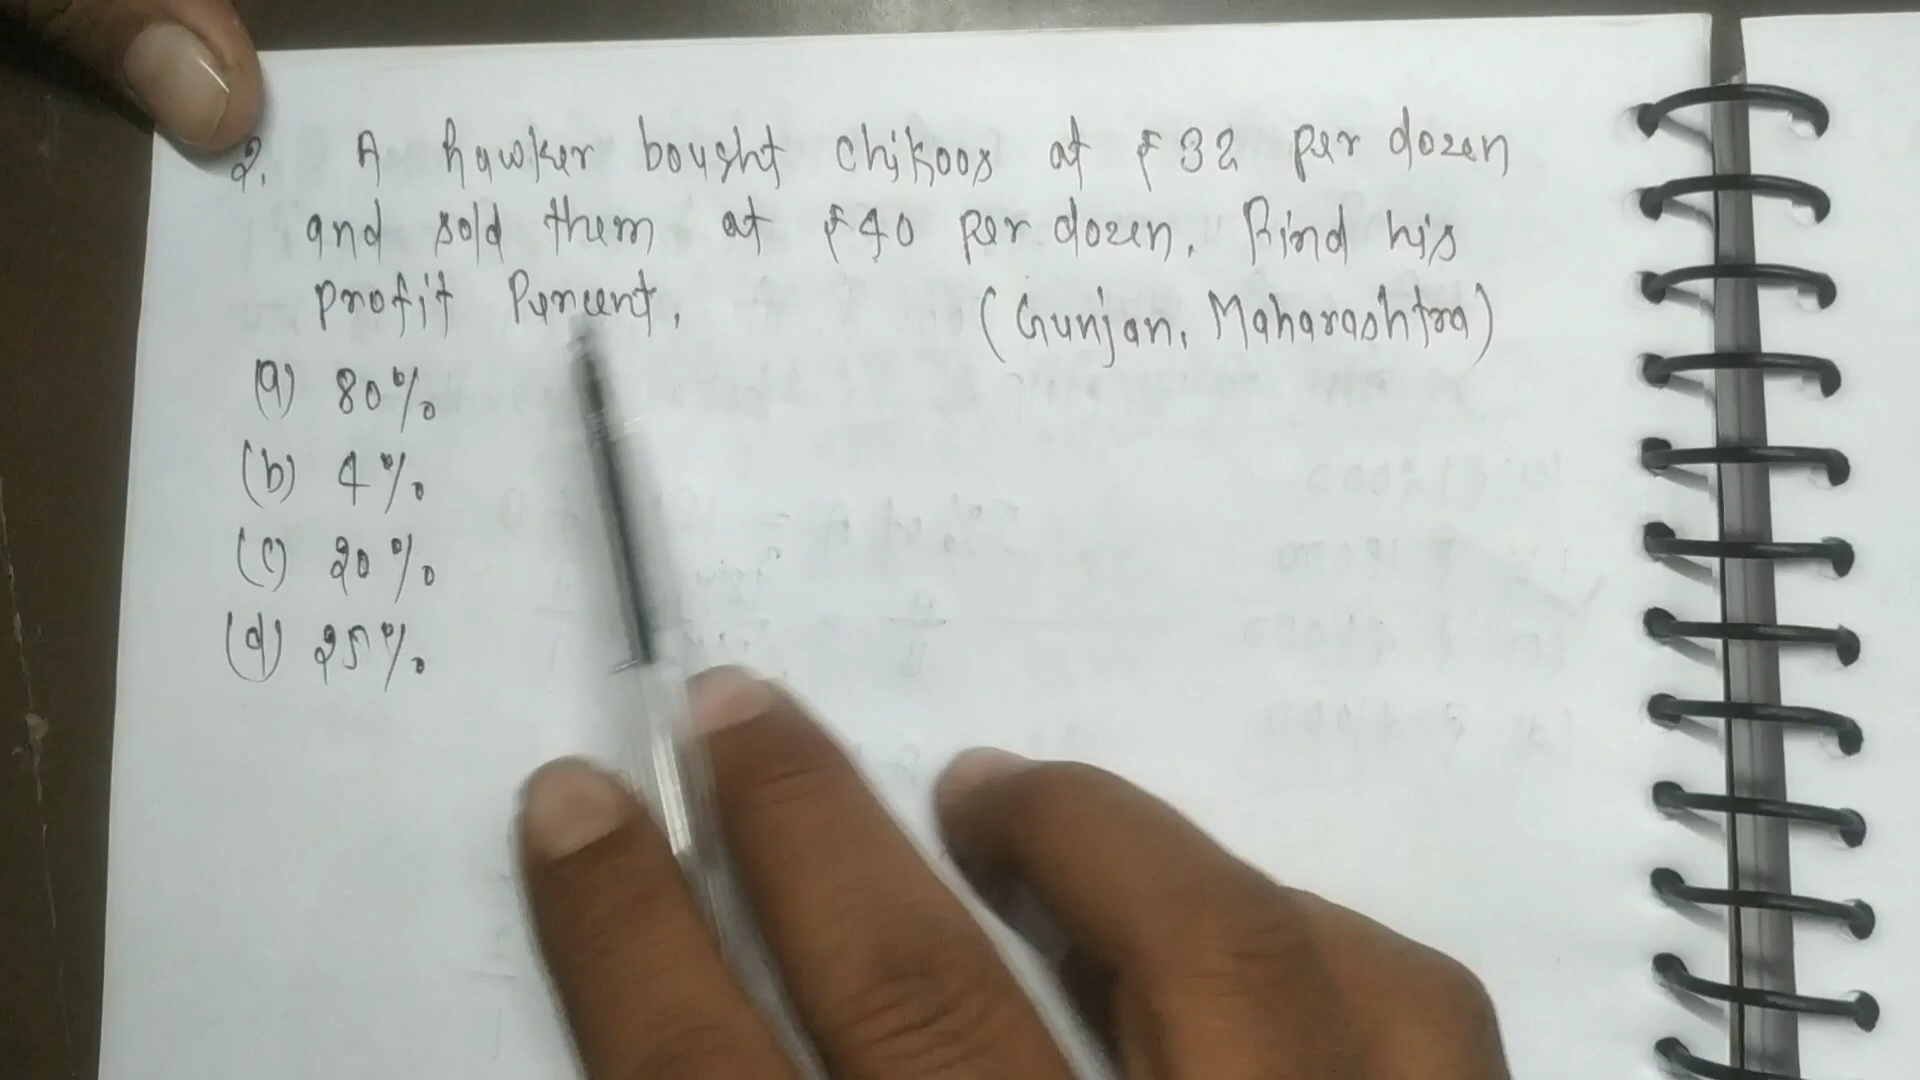 2. A hawker bought chikoos at ₹32 per dozen
and sold them at ₹40 per dozen. Find his
profit Percent. (Gunjan, Maharashtra)
(a) 80%
(b) 4%
(c) 20%
(d) 25%